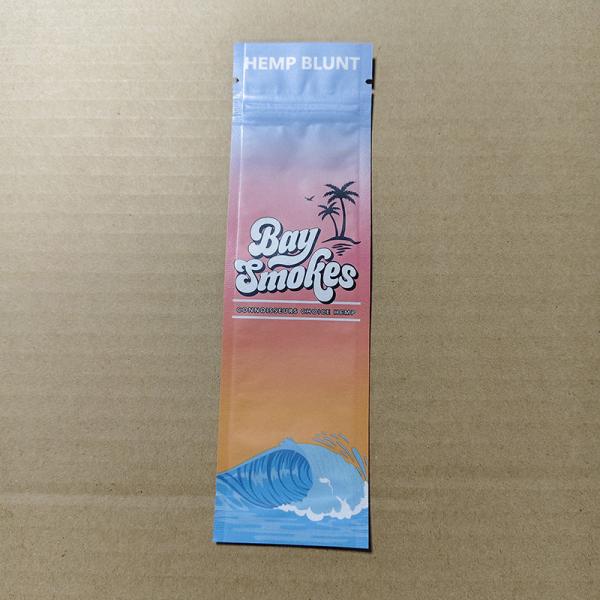 HEMP BLUNT
Bay
Smokes
CONNOISSEURS CHOICE HEMP